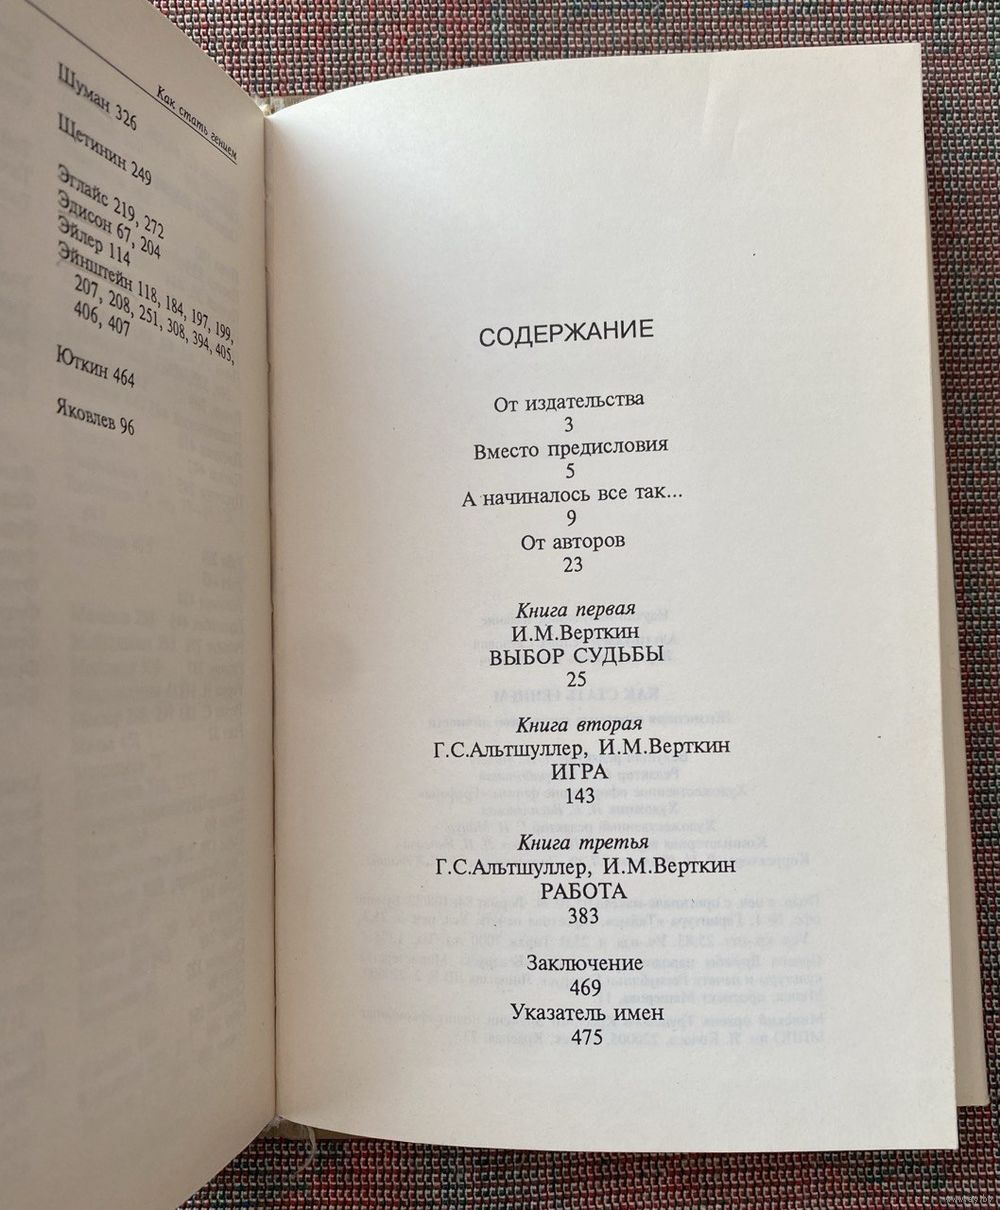 Как стать гением
Шуман 326
Щетинин 249
Эглайс 219, 272
Эдисон 67, 204
Эйлер 114
Эйнштейн 118, 184, 197, 199,
207, 208, 251, 308, 394, 405,
406, 407
Юткин 464
Яковлев 96
СОДЕРЖАНИЕ
От издательства
3
Вместо предисловия
5
А начиналось все так...
9
От авторов
23
Книга первая
И.М.Верткин
ВЫБОР СУДЬБЫ
25
Книга вторая
Г.С.Альтшуллер, И.М.Верткин
ИГРА
143
Книга третья
Г.С.Альтшуллер, И.М.Верткин
РАБОТА
383
Заключение
469
Указатель имен
475